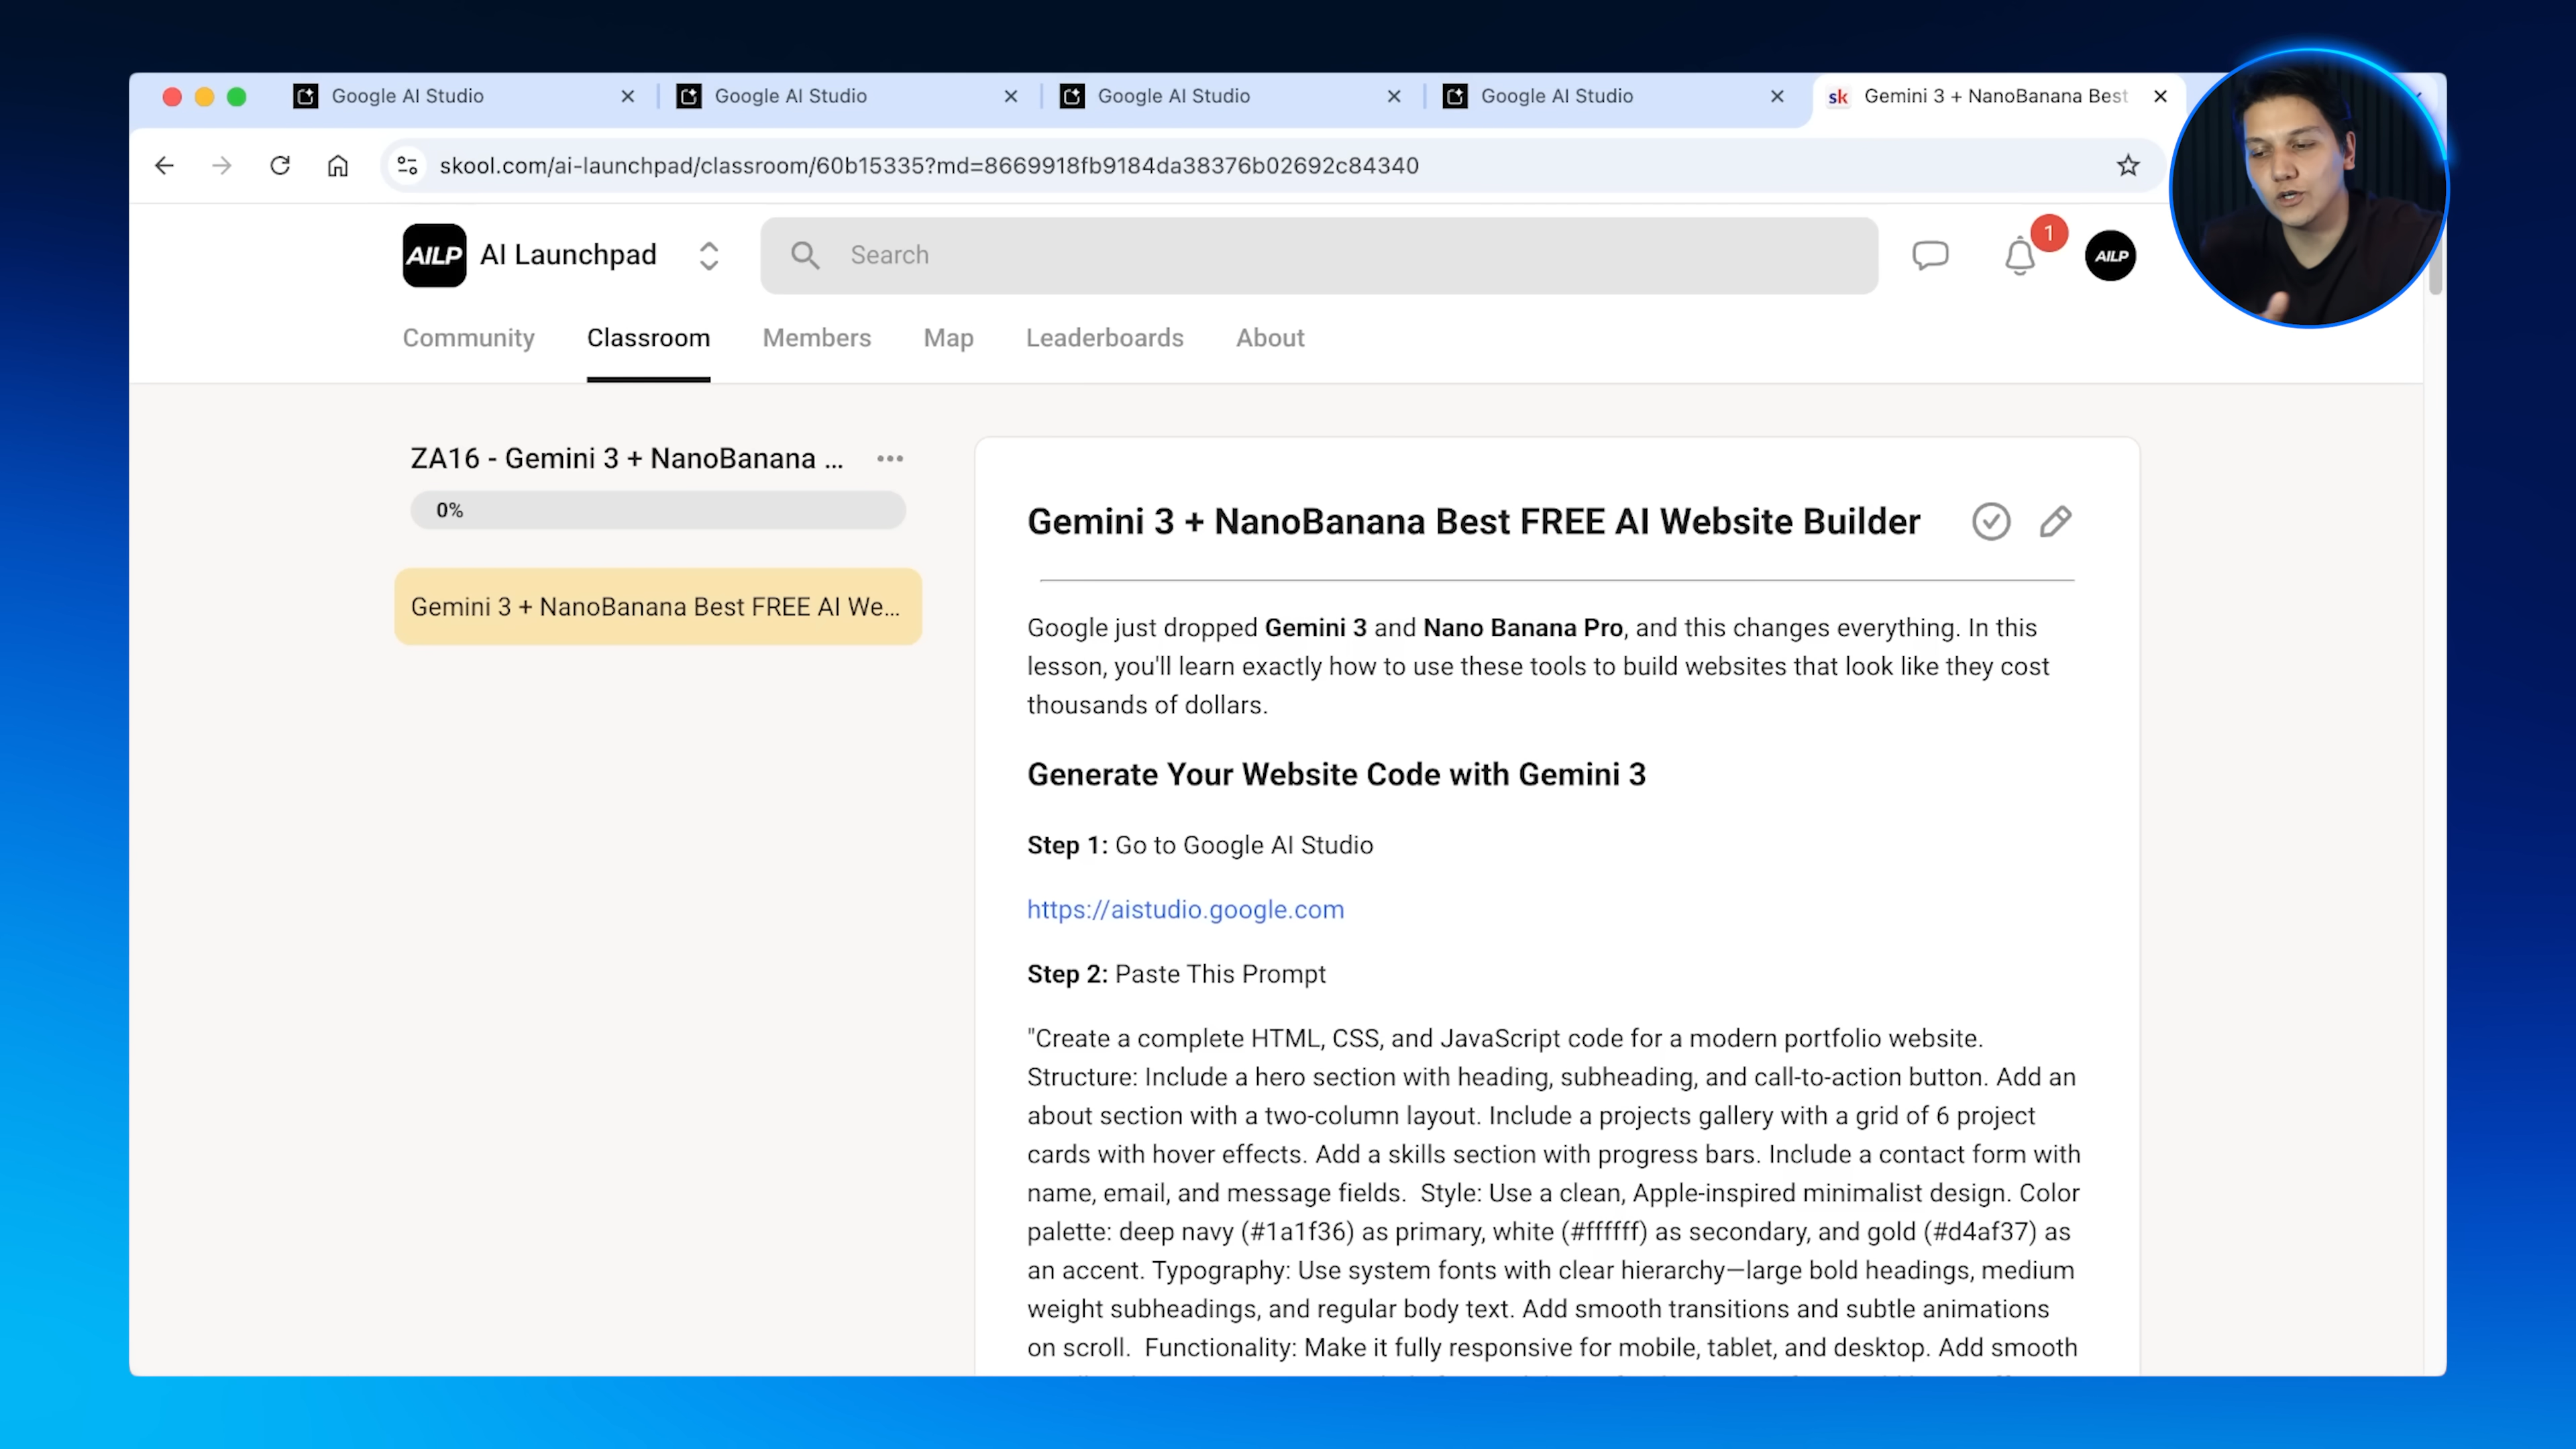 Google AI Studio
Google AI Studio
Google AI Studio
Google AI Studio
sk Gemini 3 + NanoBanana Best
skool.com/ai-launchpad/classroom/60b15335?md=8669918fb9184da38376b02692c84340
AILP AI Launchpad
Search
1
AILP
Community Classroom Members Map Leaderboards About
ZA16 - Gemini 3 + NanoBanana ...
0%
Gemini 3 + NanoBanana Best FREE AI We...
Gemini 3 + NanoBanana Best FREE AI Website Builder
Google just dropped Gemini 3 and Nano Banana Pro, and this changes everything. In this
lesson, you'll learn exactly how to use these tools to build websites that look like they cost
thousands of dollars.
Generate Your Website Code with Gemini 3
Step 1: Go to Google AI Studio
https://aistudio.google.com
Step 2: Paste This Prompt
"Create a complete HTML, CSS, and JavaScript code for a modern portfolio website.
Structure: Include a hero section with heading, subheading, and call-to-action button. Add an
about section with a two-column layout. Include a projects gallery with a grid of 6 project
cards with hover effects. Add a skills section with progress bars. Include a contact form with
name, email, and message fields.  Style: Use a clean, Apple-inspired minimalist design. Color
palette: deep navy (#1a1f36) as primary, white (#ffffff) as secondary, and gold (#d4af37) as
an accent. Typography: Use system fonts with clear hierarchy—large bold headings, medium
weight subheadings, and regular body text. Add smooth transitions and subtle animations
on scroll.  Functionality: Make it fully responsive for mobile, tablet, and desktop. Add smooth